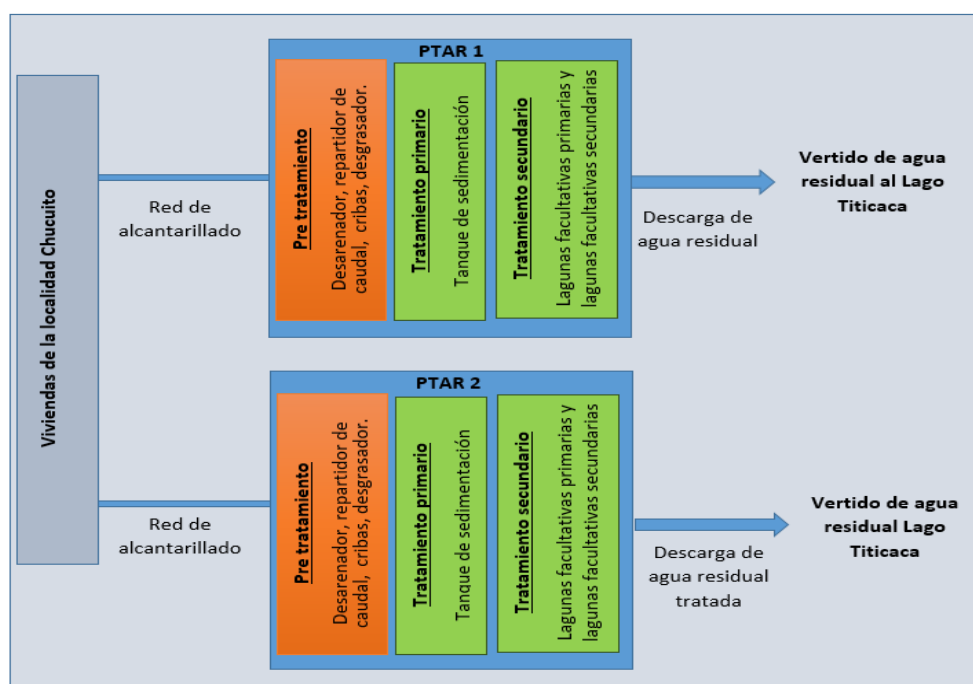 Viviendas de la localidad Chucuito
Red de
alcantarillado
PTAR 1
Pre tratamiento
Desarenador, repartidor de
caudal, cribas, desgrasador.
Tratamiento primario
Tanque de sedimentación
Tratamiento secundario
Lagunas facultativas primarias y
lagunas facultativas secundarias
Descarga de
agua residual
Vertido de agua
residual al Lago
Titicaca
Red de
alcantarillado
PTAR 2
Pre tratamiento
Desarenador, repartidor de
caudal, cribas, desgrasador.
Tratamiento primario
Tanque de sedimentación
Tratamiento secundario
Lagunas facultativas primarias y
lagunas facultativas secundarias
Descarga de
agua residual
tratada
Vertido de agua
residual Lago
Titicaca